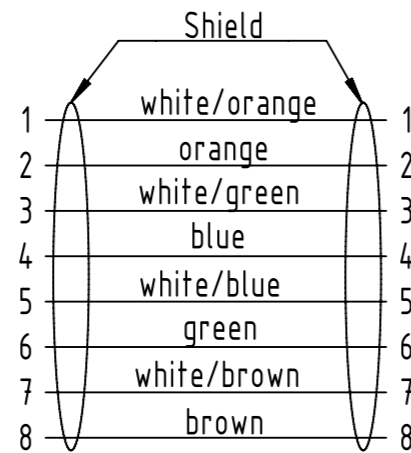 Shield
1 white/orange 1
2 orange 2
3 white/green 3
4 blue 4
5 white/blue 5
6 green 6
7 white/brown 7
8 brown 8